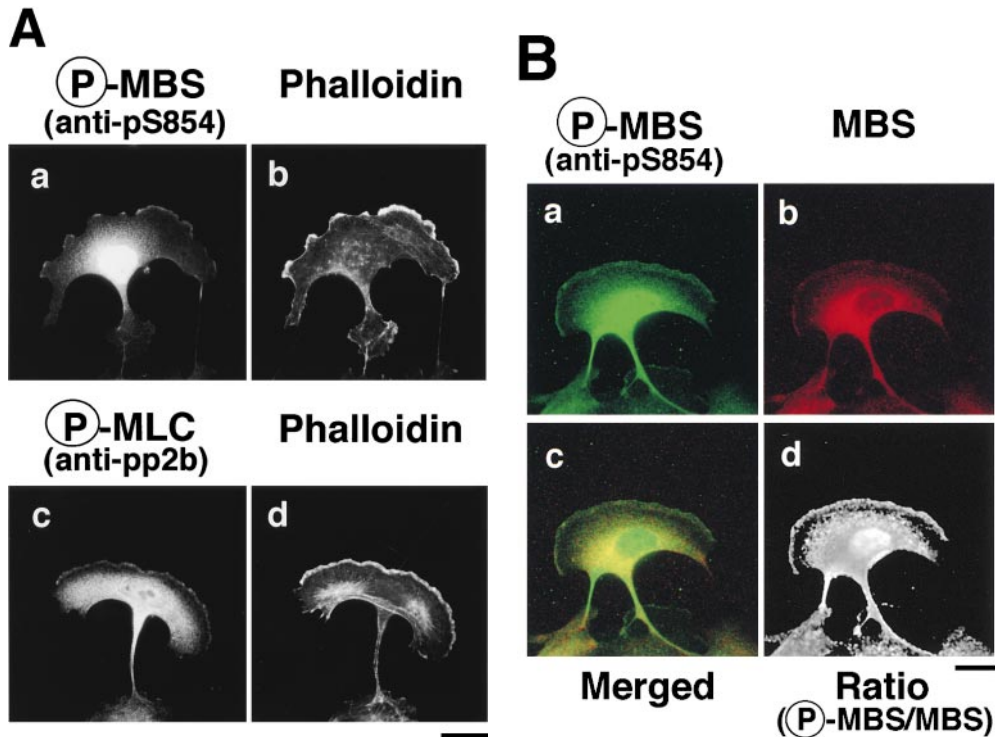 A
P-MBS
(anti-pS854)
Phalloidin
a
b
P-MLC
(anti-pp2b)
Phalloidin
c
d
B
P-MBS
(anti-pS854)
MBS
a
b
c
d
Merged
Ratio
(P-MBS/MBS)